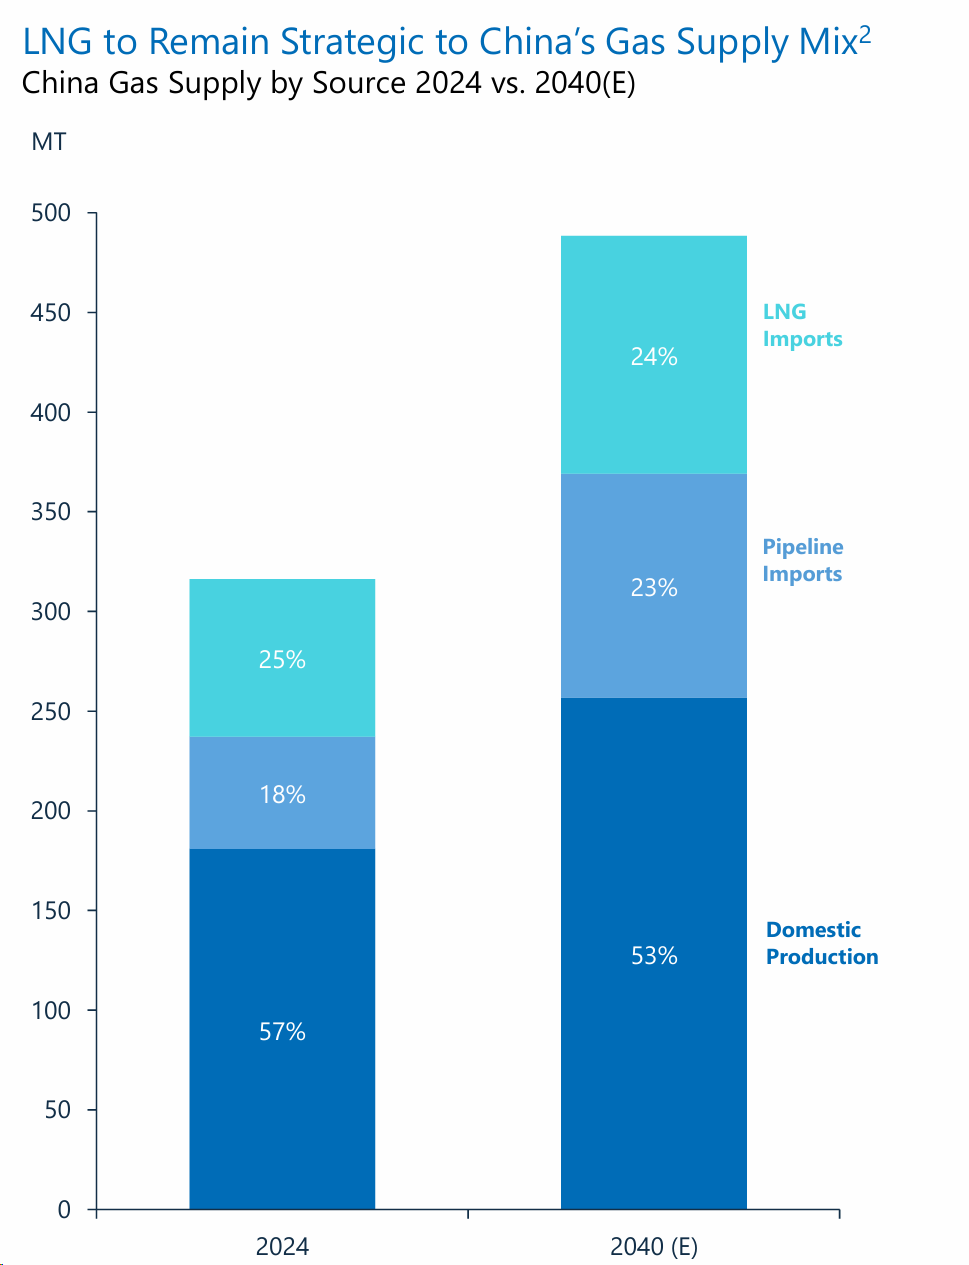 LNG to Remain Strategic to China’s Gas Supply Mix²
China Gas Supply by Source 2024 vs. 2040(E)
MT
500
450
400
350
300
250
200
150
100
50
0
25%
18%
57%
24%
23%
53%
LNG
Imports
Pipeline
Imports
Domestic
Production
2024
2040 (E)